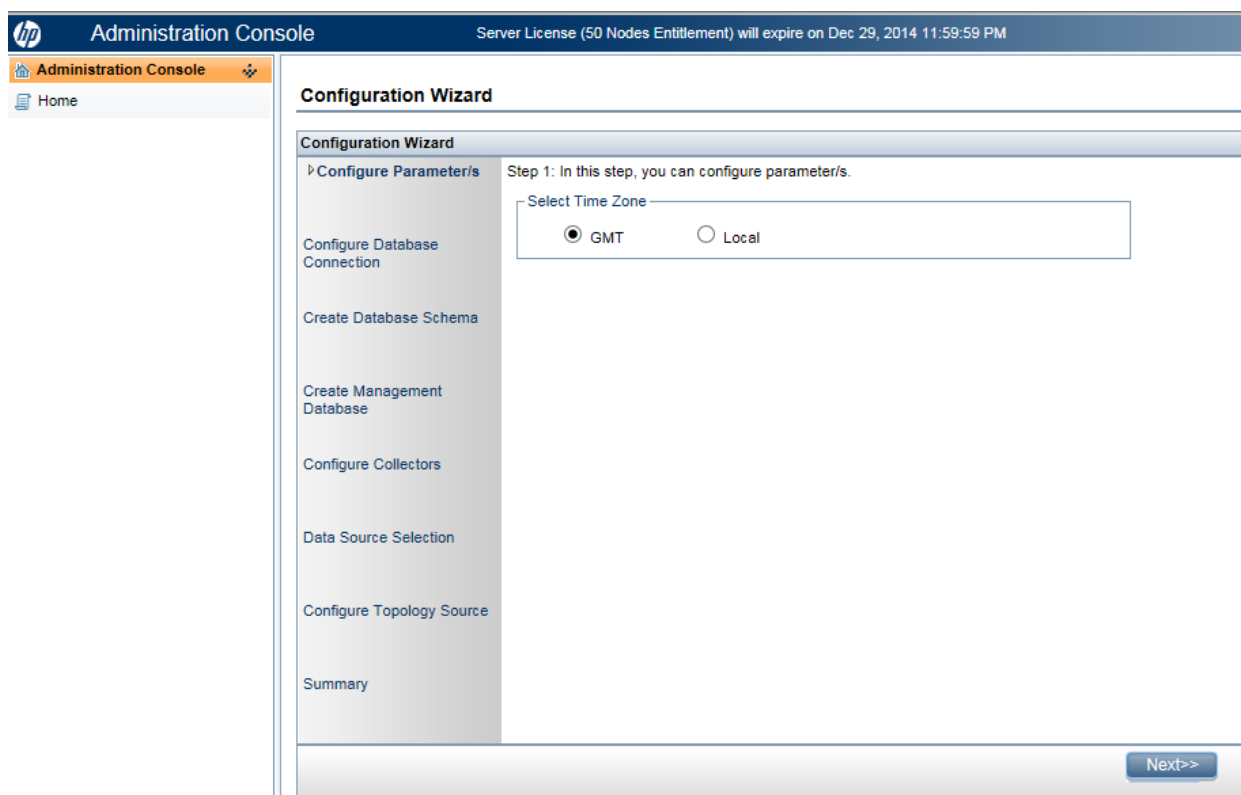 hp Administration Console Server License (50 Nodes Entitlement) will expire on Dec 29, 2014 11:59:59 PM
Administration Console
Home
Configuration Wizard
Configuration Wizard
Configure Parameter/s
Configure Database
Connection
Create Database Schema
Create Management
Database
Configure Collectors
Data Source Selection
Configure Topology Source
Summary
Step 1: In this step, you can configure parameter/s.
Select Time Zone
GMT Local
Next>>